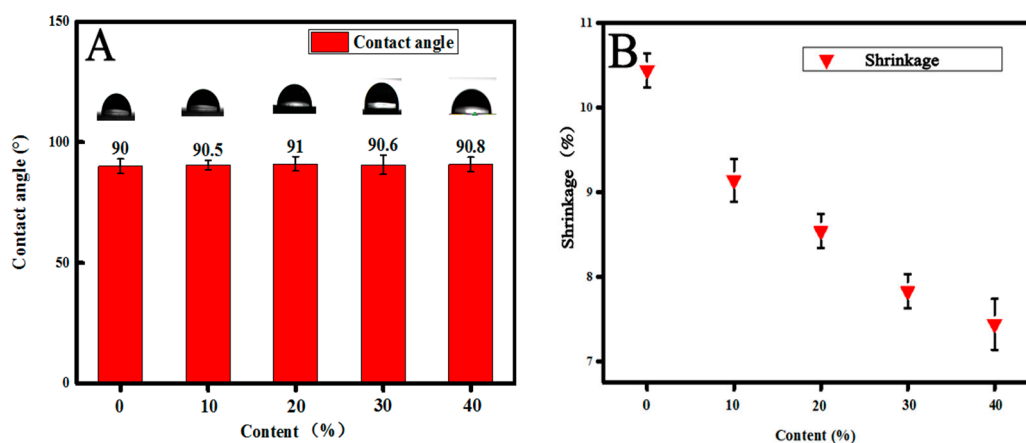 A
Contact angle
150
100
50
0
Contact angle (°)
90
90.5
91
90.6
90.8
0 10 20 30 40
Content (%)
B
Shrinkage
11
10
9
8
7
Shrinkage (%)
0 10 20 30 40
Content (%)